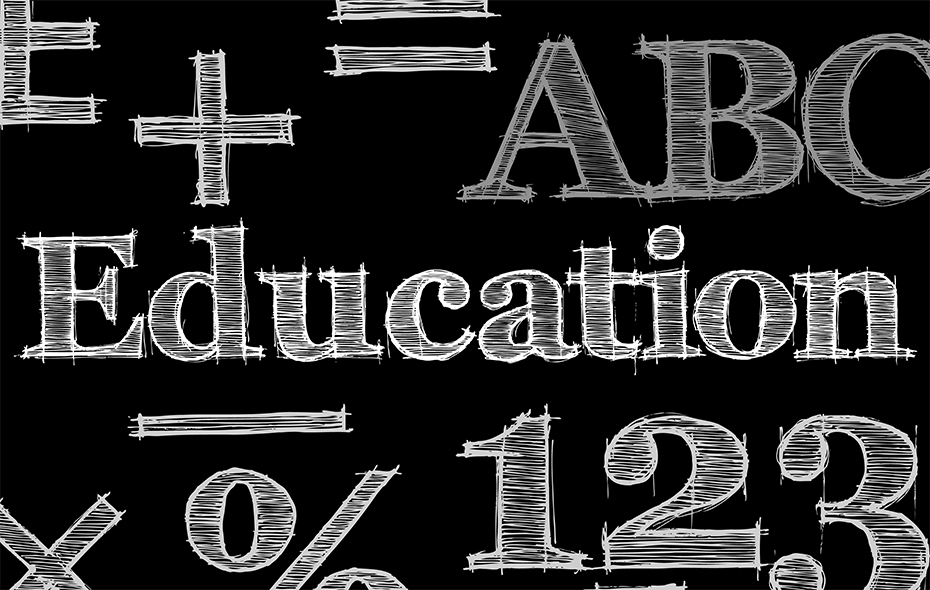 E + = ABC
Education
−
× % 123